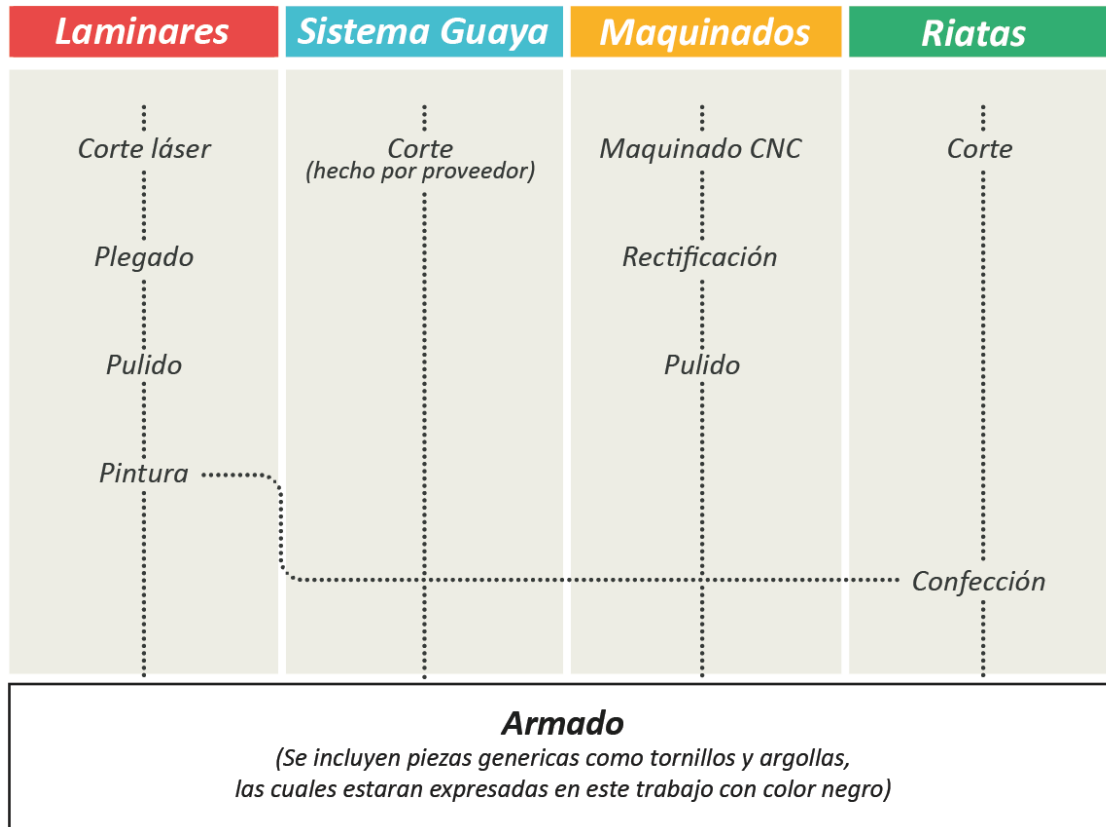 Laminares
Sistema Guaya
Maquinados
Riatas
Corte láser
Corte
(hecho por proveedor)
Maquinado CNC
Corte
Plegado
Rectificación
Pulido
Pulido
Pintura
Confección
Armado
(Se incluyen piezas genericas como tornillos y argollas,
las cuales estaran expresadas en este trabajo con color negro)